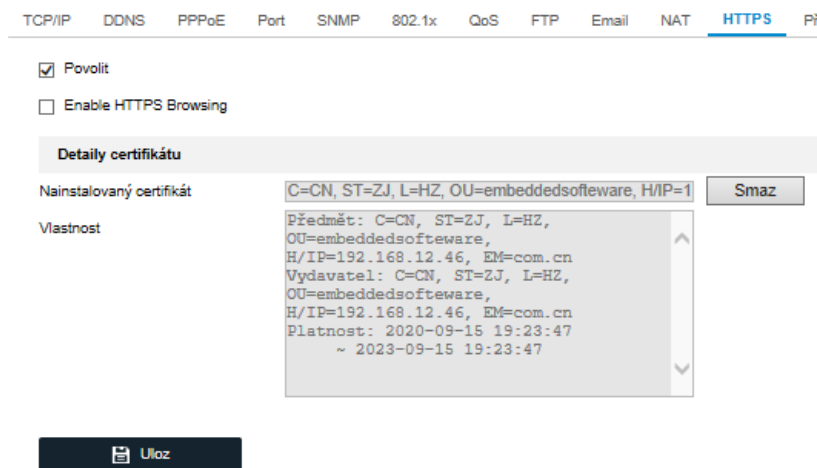 TCP/IP DDNS PPPoE Port SNMP 802.1x QoS FTP Email NAT HTTPS Př
Povolit
Enable HTTPS Browsing
Detaily certifikátu
Nainstalovaný certifikát C=CN, ST=ZJ, L=HZ, OU=embeddedsofteware, H/IP=1 Smaz
Vlastnost
Předmět: C=CN, ST=ZJ, L=HZ,
OU=embeddedsofteware,
H/IP=192.168.12.46, EM=com.cn
Vydavatel: C=CN, ST=ZJ, L=HZ,
OU=embeddedsofteware,
H/IP=192.168.12.46, EM=com.cn
Platnost: 2020-09-15 19:23:47
~ 2023-09-15 19:23:47
Uloz